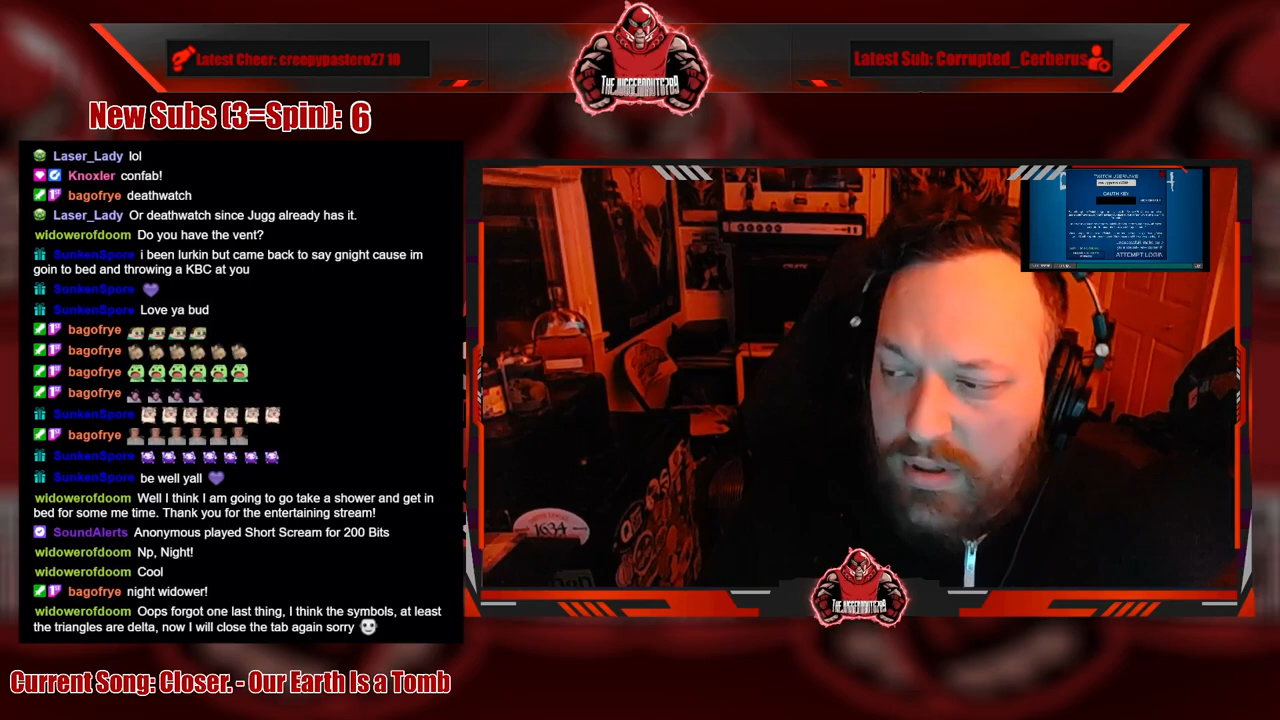 Latest Cheer: creepypastero27 10
THEJUGGERNAUT6789
Latest Sub: Corrupted_Cerberus
New Subs (3=Spin): 6
Laser_Lady lol
Knoxler confab!
bagofrye deathwatch
Laser_Lady Or deathwatch since Jugg already has it.
widowerofdoom Do you have the vent?
SunkenSpore i been lurkin but came back to say gnight cause im
goin to bed and throwing a KBC at you
SunkenSpore
SunkenSpore Love ya bud
bagofrye
bagofrye
bagofrye
bagofrye
SunkenSpore
bagofrye
SunkenSpore
SunkenSpore be well yall
widowerofdoom Well I think I am going to go take a shower and get in
bed for some me time. Thank you for the entertaining stream!
SoundAlerts Anonymous played Short Scream for 200 Bits
widowerofdoom Np, Night!
widowerofdoom Cool
bagofrye night widower!
widowerofdoom Oops forgot one last thing, I think the symbols, at least
the triangles are delta, now I will close the tab again sorry
TWITCH USERNAME
OAUTH KEY
ATTEMPT LOGIN
1634
Current Song: Closer. - Our Earth Is a Tomb